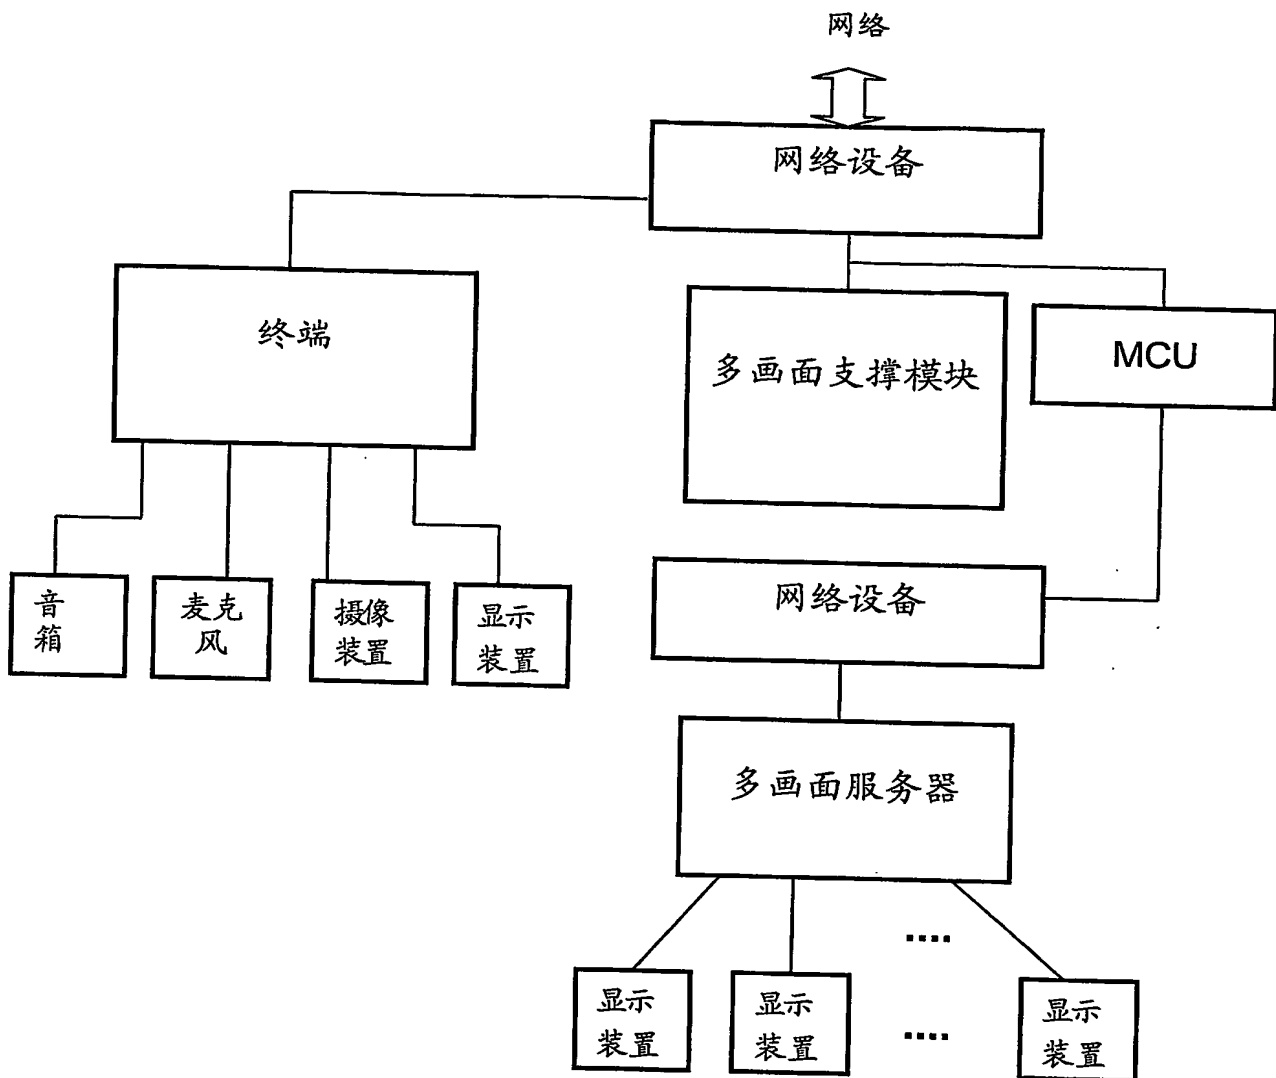 网络
网络设备
终端
多画面支撑模块
MCU
音
箱
麦克
风
摄像
装置
显示
装置
网络设备
多画面服务器
....
显示
装置
显示
装置
....
显示
装置